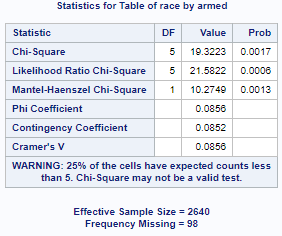 Statistics for Table of race by armed
Statistic DF Value Prob
Chi-Square 5 19.3223 0.0017
Likelihood Ratio Chi-Square 5 21.5822 0.0006
Mantel-Haenszel Chi-Square 1 10.2749 0.0013
Phi Coefficient 0.0856
Contingency Coefficient 0.0852
Cramer's V 0.0856
WARNING: 25% of the cells have expected counts less
than 5. Chi-Square may not be a valid test.
Effective Sample Size = 2640
Frequency Missing = 98